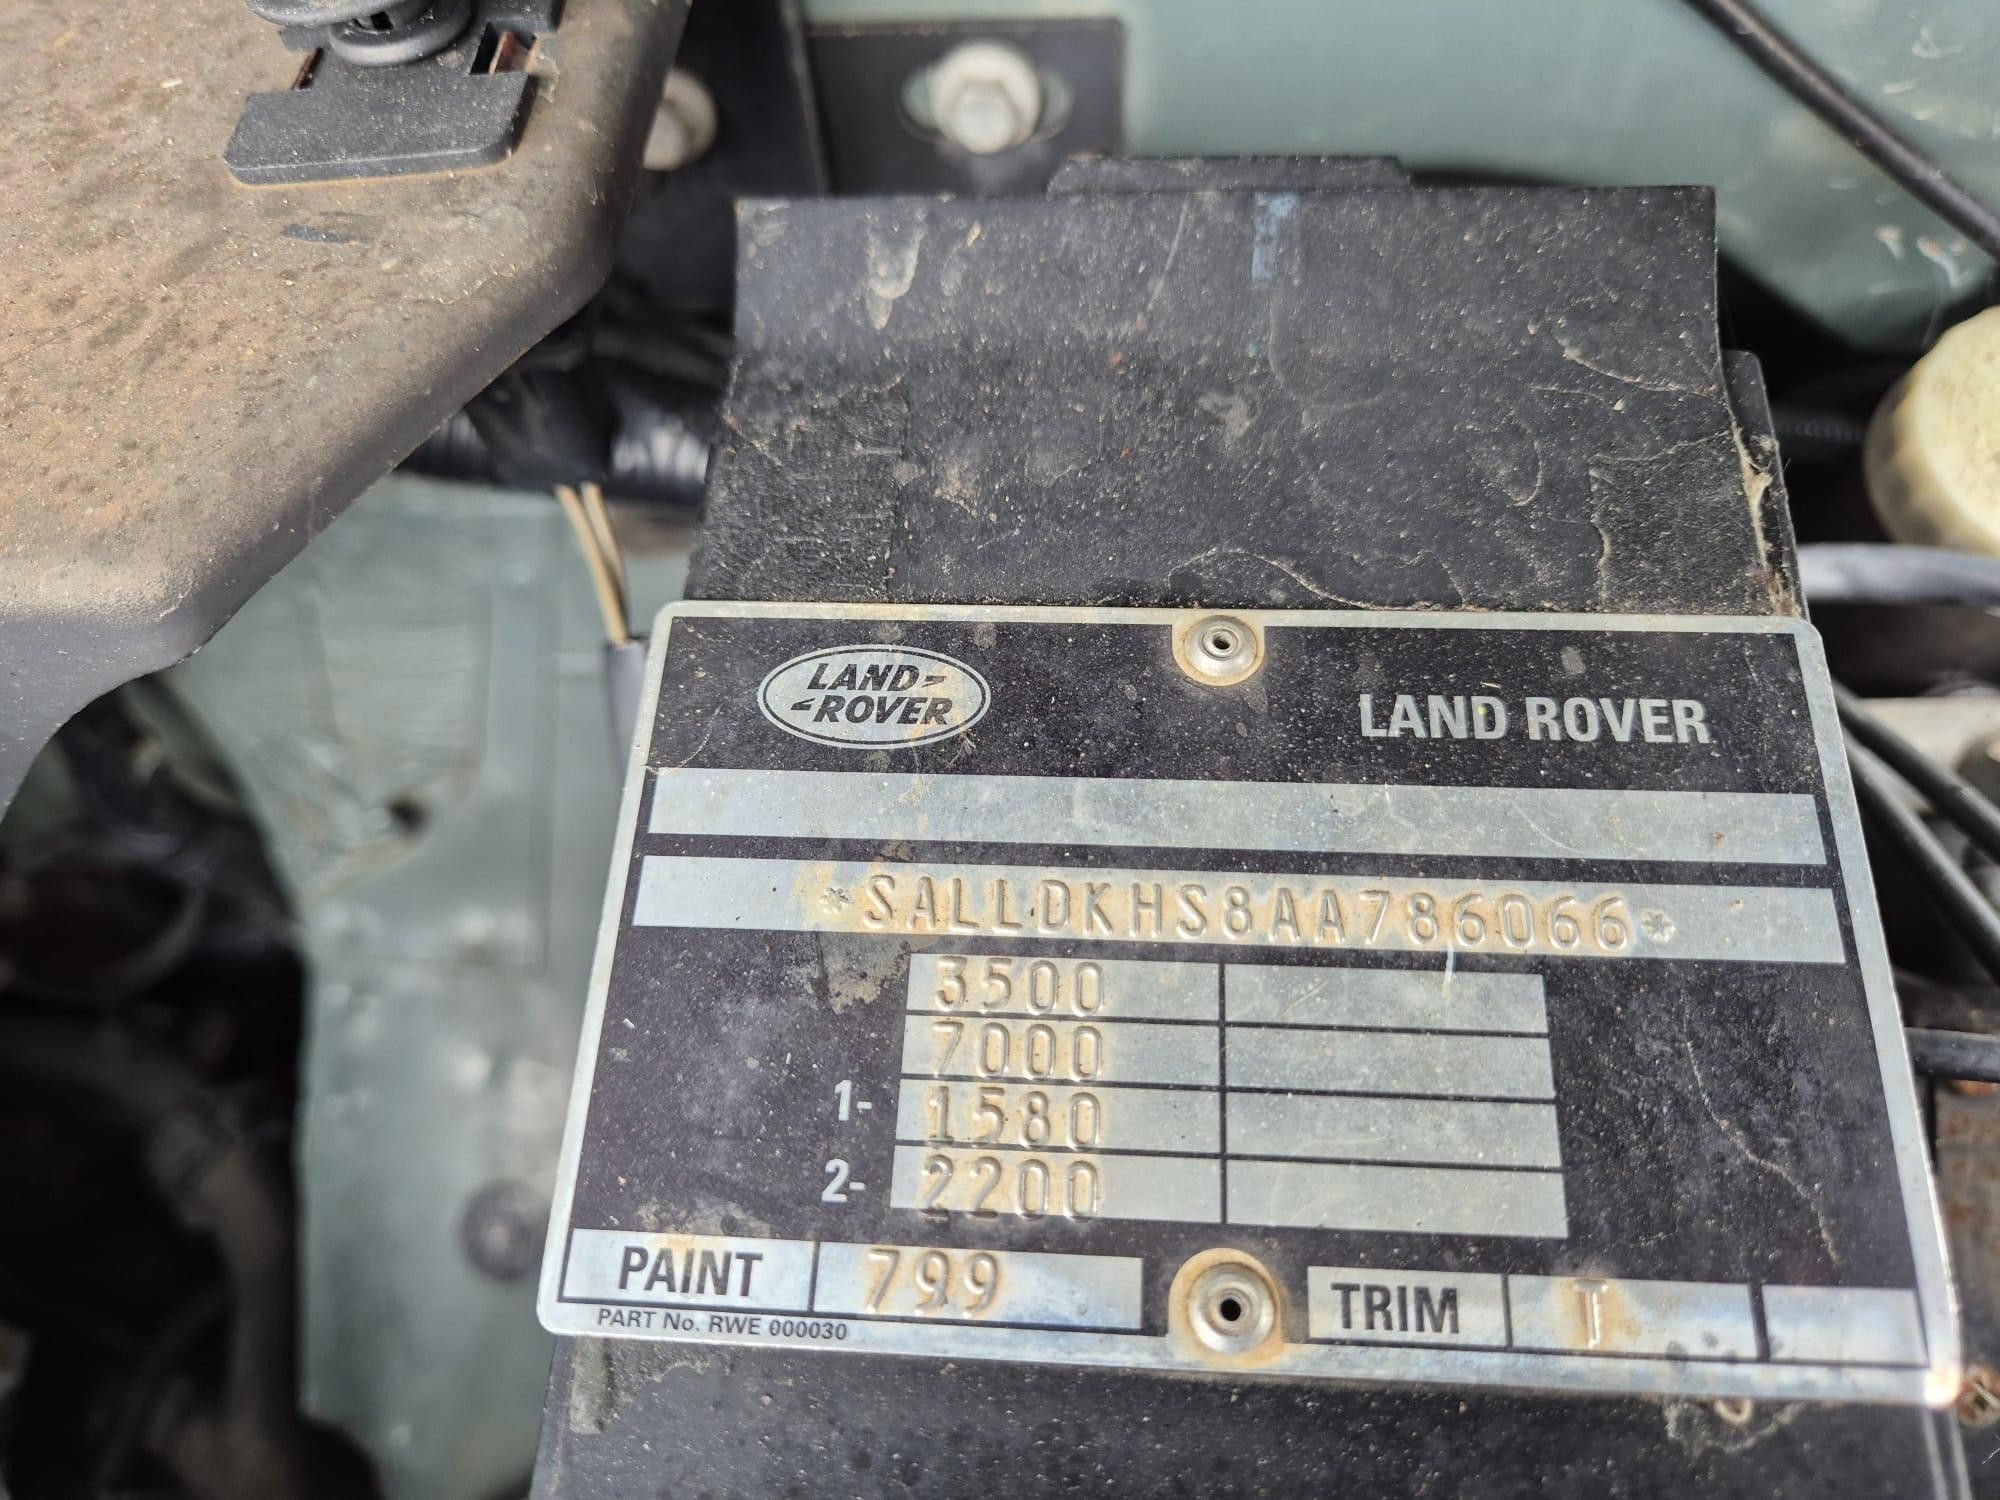 LAND-
-ROVER
LAND ROVER
*SALLDKHS8AA786066*
3500
7000
1- 1580
2- 2200
PAINT 799 TRIM T
PART No. RWE 000030